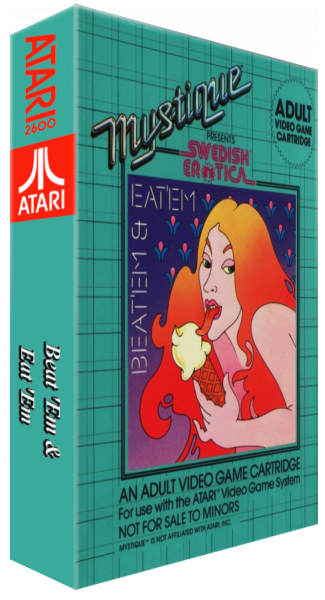 ATARI
2600
ATARI
Beat 'Em &
Eat 'Em
Mystique
PRESENTS
SWEDISH
EROTICA
ADULT
VIDEO GAME
CARTRIDGE
BEAT'EM &
EAT'EM
AN ADULT VIDEO GAME CARTRIDGE
For use with the ATARI® Video Game System
NOT FOR SALE TO MINORS
MYSTIQUE™ IS NOT AFFILIATED WITH ATARI, INC.